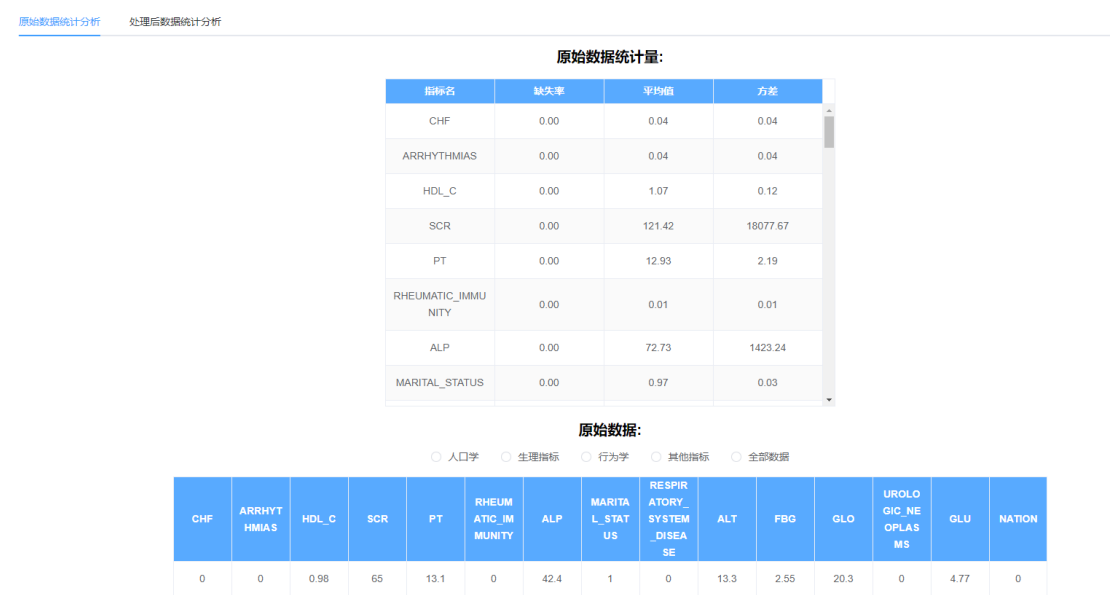 原始数据统计分析 处理后数据统计分析
原始数据统计量:
指标名 缺失率 平均值 方差
CHF 0.00 0.04 0.04
ARRHYTHMIAS 0.00 0.04 0.04
HDL_C 0.00 1.07 0.12
SCR 0.00 121.42 18077.67
PT 0.00 12.93 2.19
RHEUMATIC_IMMU
NITY 0.00 0.01 0.01
ALP 0.00 72.73 1423.24
MARITAL_STATUS 0.00 0.97 0.03
原始数据:
人口学 生理指标 行为学 其他指标 全部数据
CHF
ARRHYT
HMIAS
HDL_C
SCR
PT
RHEUM
ATIC_IM
MUNITY
ALP
MARITA
L_STAT
US
RESPIR
ATORY_
SYSTEM
_DISEA
SE
ALT
FBG
GLO
UROLO
GIC_NE
OPLAS
MS
GLU
NATION
0 0 0.98 65 13.1 0 42.4 1 0 13.3 2.55 20.3 0 4.77 0